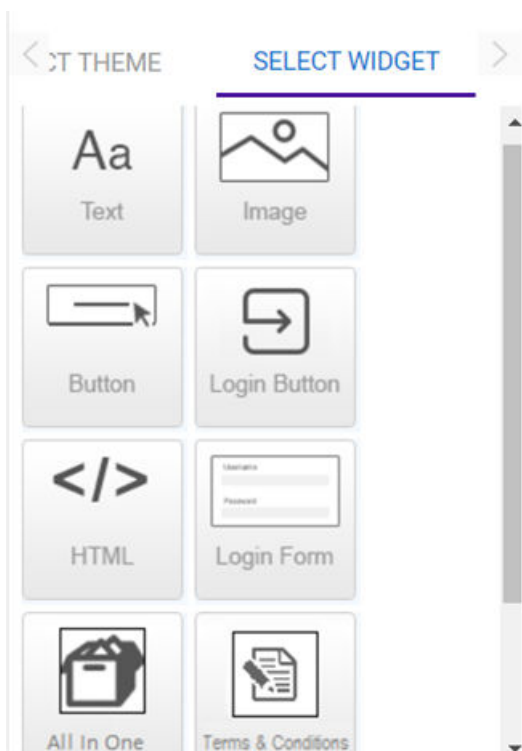 CT THEME
SELECT WIDGET
Aa
Text
Image
Button
Login Button
</>
HTML
Username
Password
Login Form
All In One
Terms & Conditions